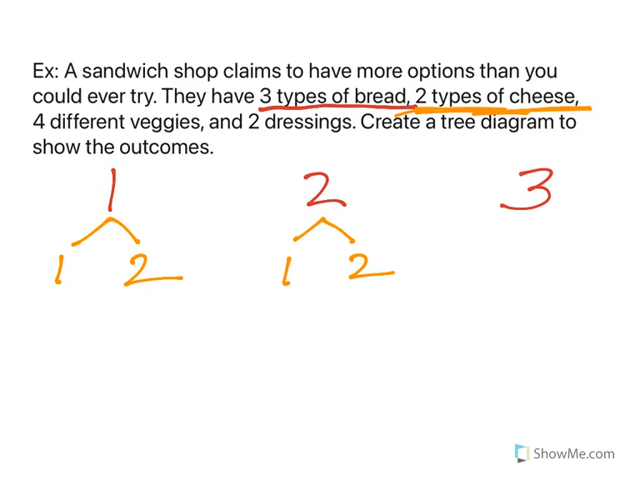 Ex: A sandwich shop claims to have more options than you
could ever try. They have 3 types of bread, 2 types of cheese,
4 different veggies, and 2 dressings. Create a tree diagram to
show the outcomes.
1 2 3
1 2 1 2
ShowMe.com